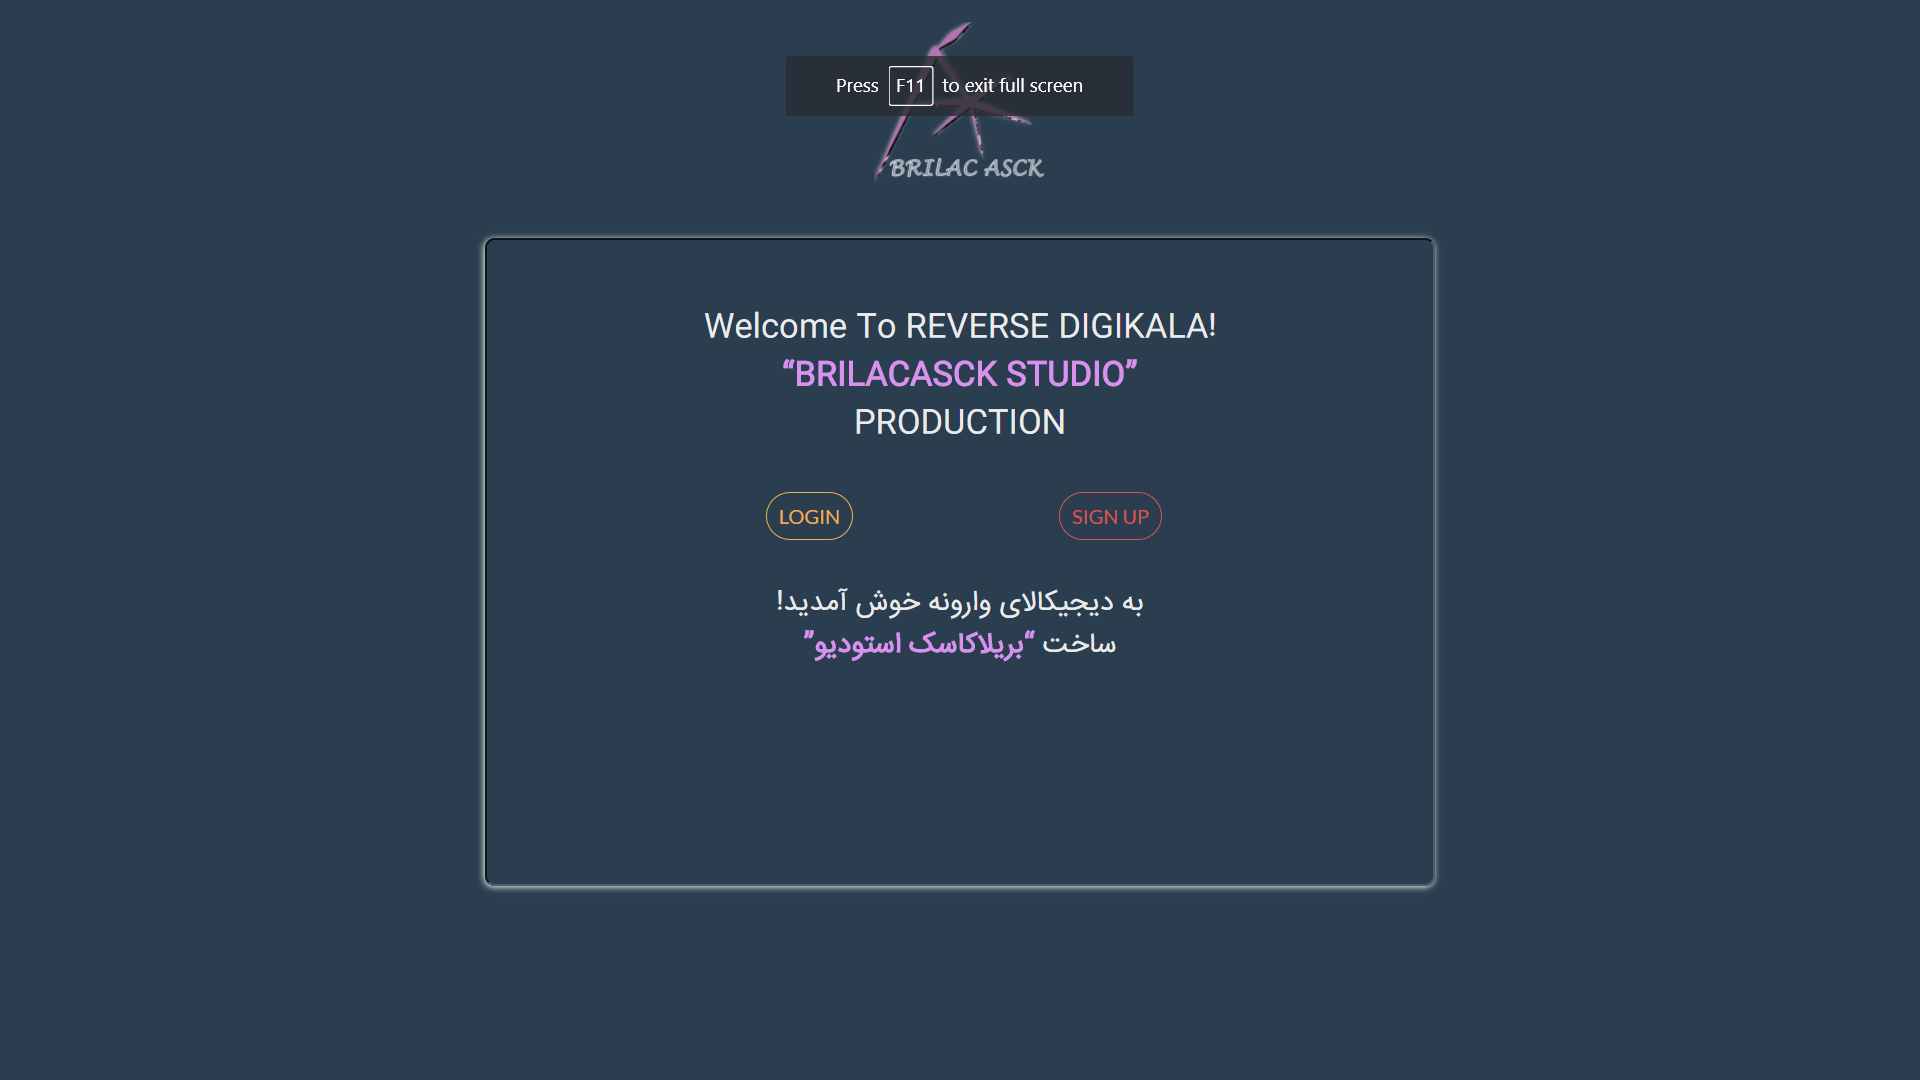 Press F11 to exit full screen
BRILAC ASCK
Welcome To REVERSE DIGIKALA!
“BRILACASCK STUDIO”
PRODUCTION
LOGIN
SIGN UP
به دیجیکالای وارونه خوش آمدید!
ساخت “بریلاکاسک استودیو”